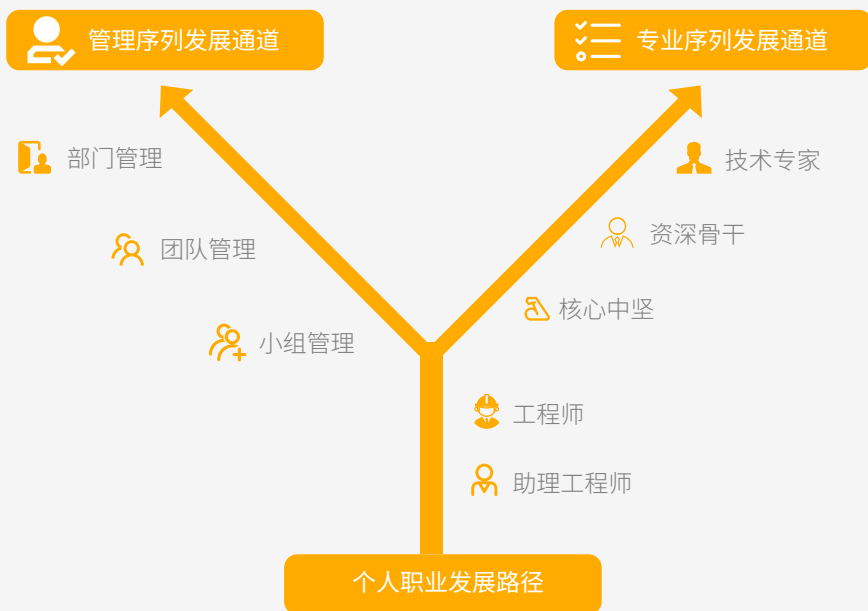 管理序列发展通道
专业序列发展通道
部门管理
技术专家
团队管理
资深骨干
小组管理
核心中坚
工程师
助理工程师
个人职业发展路径